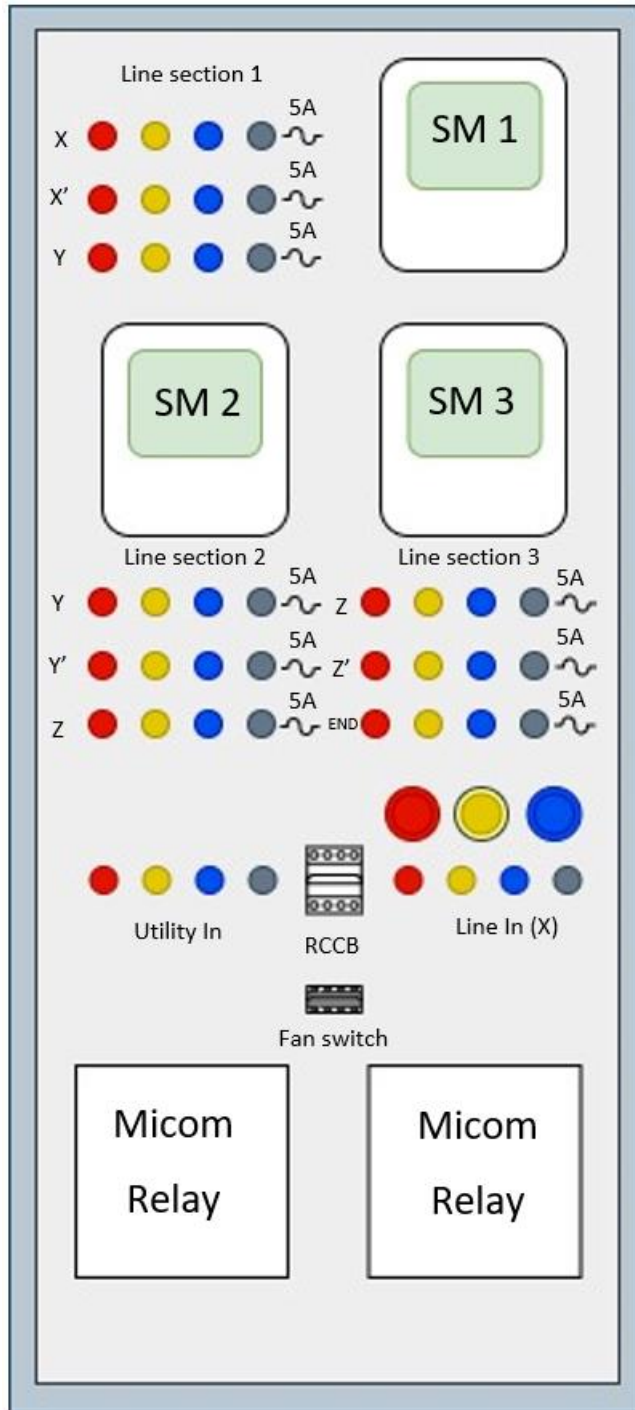 Line section 1
SM 1
X 5A
X' 5A
Y 5A
SM 2
SM 3
Line section 2
Line section 3
Y 5A
Z 5A
Y' 5A
Z' 5A
Z 5A
END 5A
Utility In
RCCB
Line In (X)
Fan switch
Micom
Relay
Micom
Relay